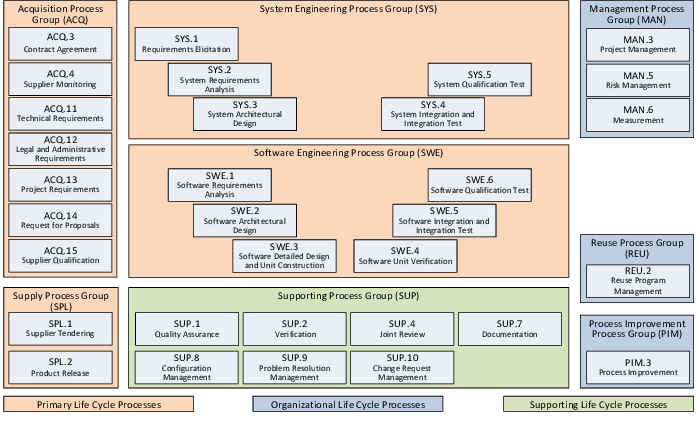 Acquisition Process
Group (ACQ)
ACQ.3
Contract Agreement
ACQ.4
Supplier Monitoring
ACQ.11
Technical Requirements
ACQ.12
Legal and Administrative
Requirements
ACQ.13
Project Requirements
ACQ.14
Request for Proposals
ACQ.15
Supplier Qualification
System Engineering Process Group (SYS)
SYS.1
Requirements Elicitation
SYS.2
System Requirements
Analysis
SYS.3
System Architectural
Design
SYS.5
System Qualification Test
SYS.4
System Integration and
Integration Test
Management Process
Group (MAN)
MAN.3
Project Management
MAN.5
Risk Management
MAN.6
Measurement
Software Engineering Process Group (SWE)
SWE.1
Software Requirements
Analysis
SWE.2
Software Architectural
Design
SWE.3
Software Detailed Design
and Unit Construction
SWE.6
Software Qualification Test
SWE.5
Software Integration and
Integration Test
SWE.4
Software Unit Verification
Reuse Process Group
(REU)
REU.2
Reuse Program
Management
Supply Process Group
(SPL)
SPL.1
Supplier Tendering
SPL.2
Product Release
Supporting Process Group (SUP)
SUP.1
Quality Assurance
SUP.2
Verification
SUP.4
Joint Review
SUP.7
Documentation
SUP.8
Configuration
Management
SUP.9
Problem Resolution
Management
SUP.10
Change Request
Management
Process Improvement
Process Group (PIM)
PIM.3
Process Improvement
Primary Life Cycle Processes
Organizational Life Cycle Processes
Supporting Life Cycle Processes